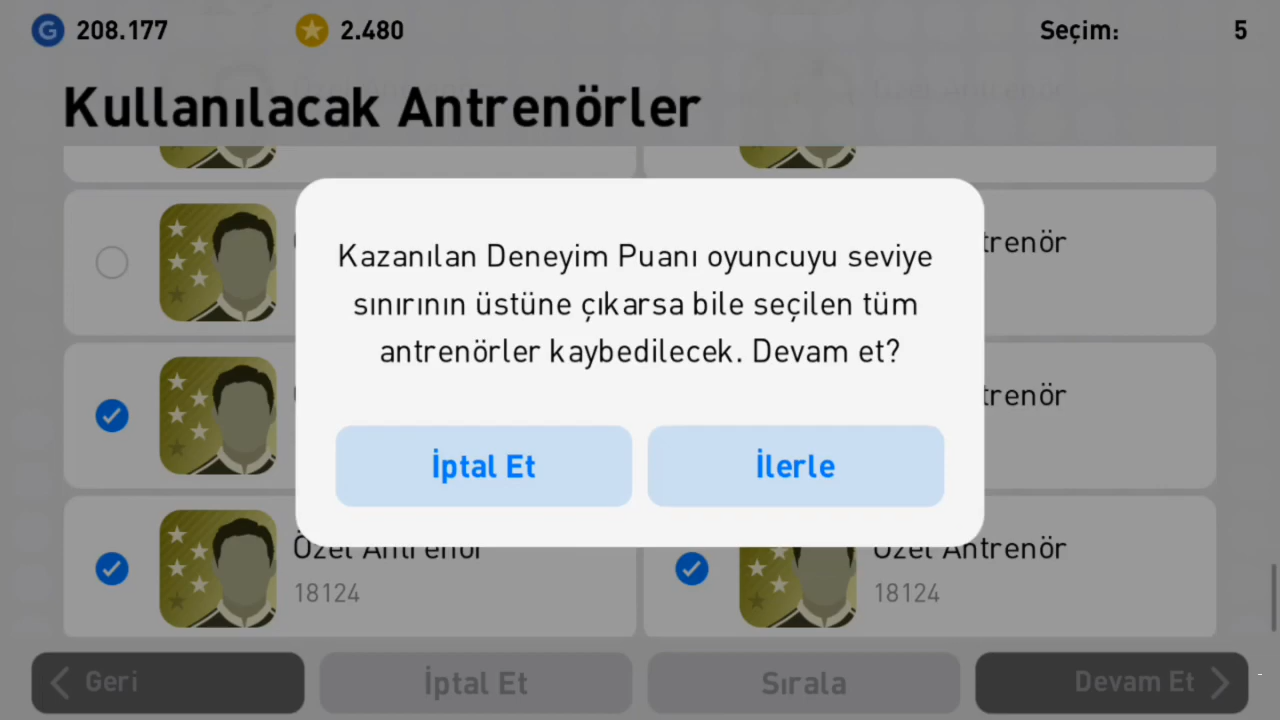 208.177
2.480
Seçim: 5
Kullanılacak Antrenörler
trenör
Kazanılan Deneyim Puanı oyuncuyu seviye
sınırının üstüne çıkarsa bile seçilen tüm
antrenörler kaybedilecek. Devam et?
trenör
İptal Et
İlerle
Özel Antrenör
Özel Antrenör
18124
18124
Geri
İptal Et
Sırala
Devam Et